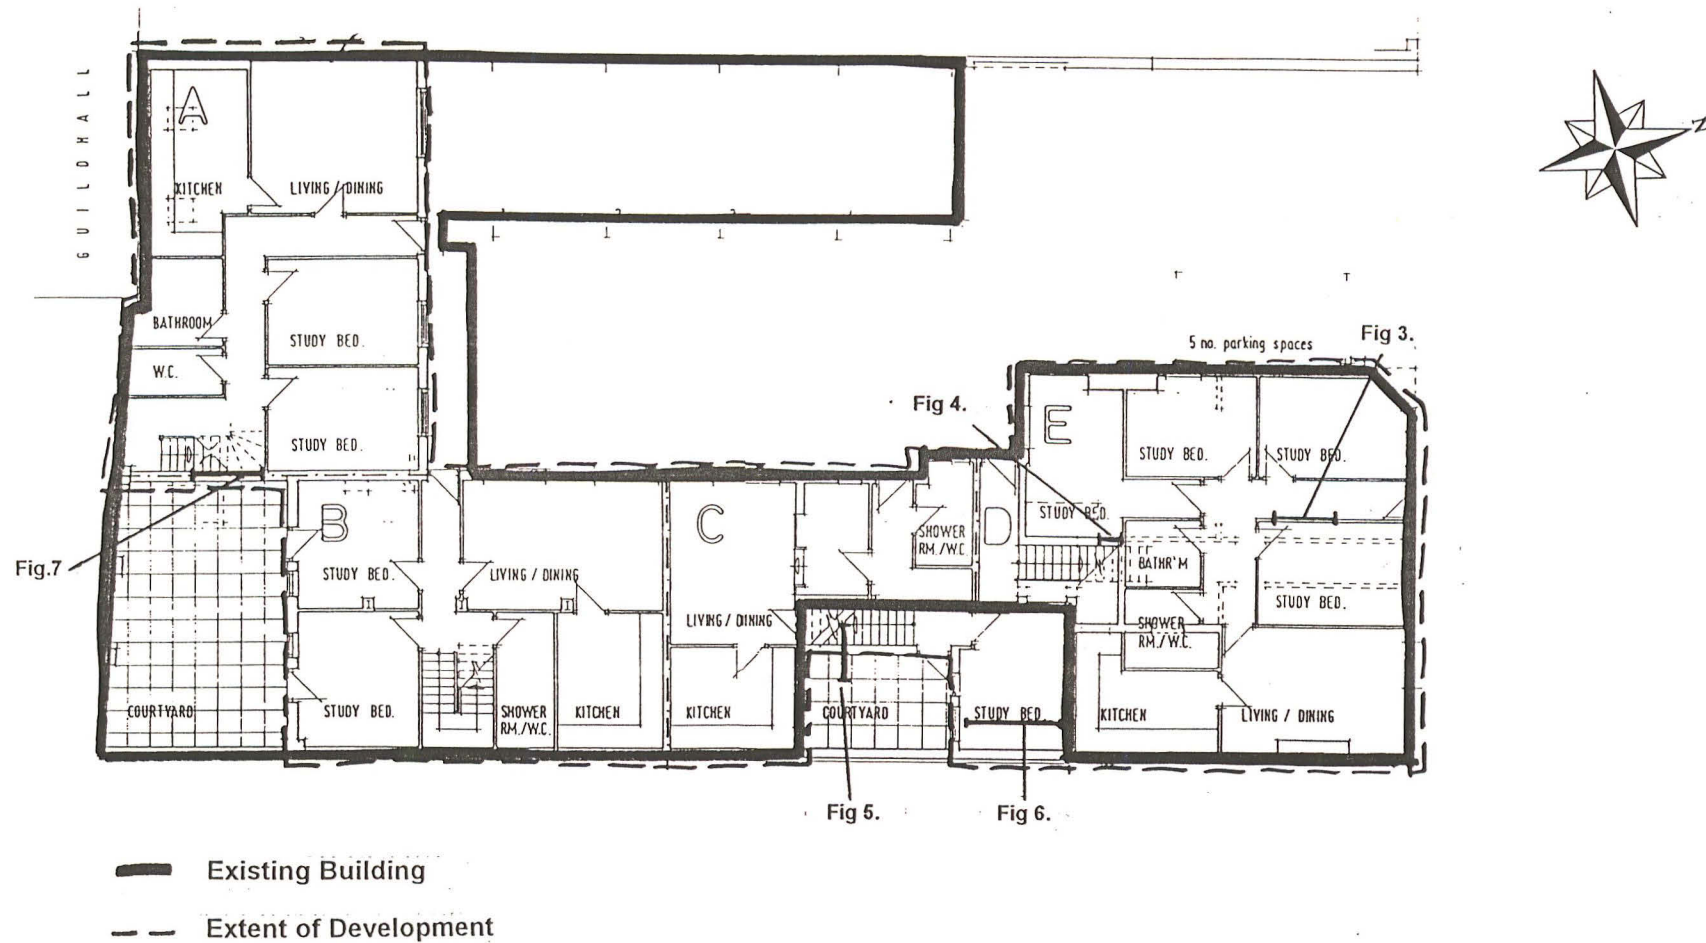 GUILDHALL
A
KITCHEN
LIVING / DINING
BATHROOM
STUDY BED.
W.C.
STUDY BED.
N
5 no. parking spaces
Fig 3.
Fig 4.
E
STUDY BED.
STUDY BED.
STUDY BED.
B
C
D
SHOWER
RM./W.C.
Fig.7
STUDY BED.
LIVING / DINING
BATHR'M
STUDY BED.
LIVING / DINING
SHOWER
RM./W.C.
COURTYARD
STUDY BED.
SHOWER
RM./W.C.
KITCHEN
KITCHEN
COURTYARD
STUDY BED.
KITCHEN
LIVING / DINING
Fig 5.
Fig 6.
Existing Building
Extent of Development